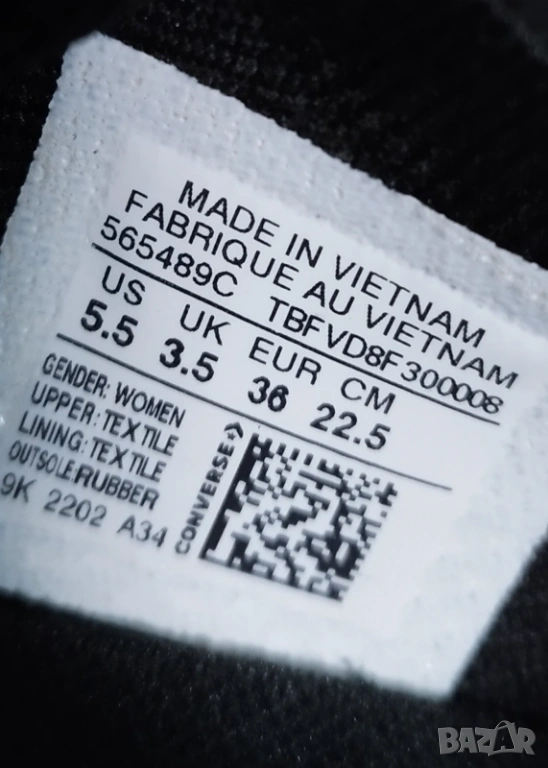 MADE IN VIETNAM
FABRIQUE AU VIETNAM
565489C TBFVD8F300008
US UK EUR CM
5.5 3.5 36 22.5
GENDER: WOMEN
UPPER: TEXTILE
LINING: TEXTILE
OUTSOLE:RUBBER
9K 2202 A34
CONVERSE
BAZAR